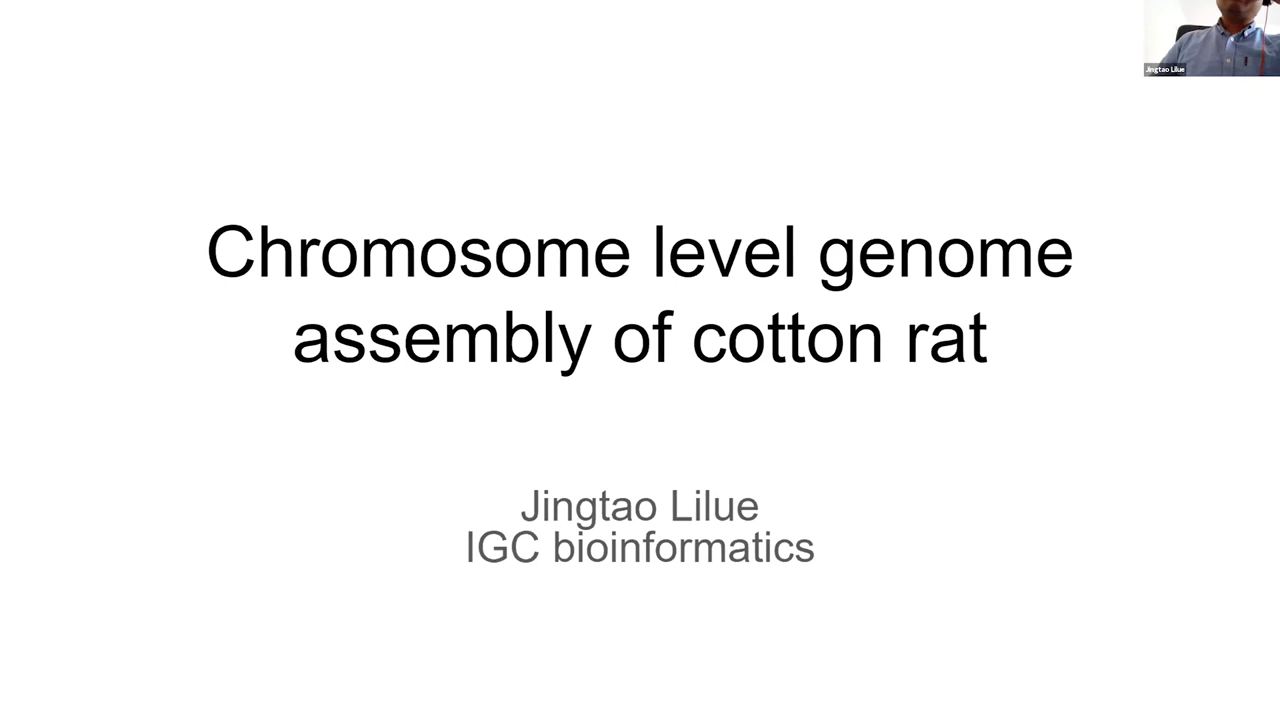 Jingtao Lilue
Chromosome level genome
assembly of cotton rat
Jingtao Lilue
IGC bioinformatics